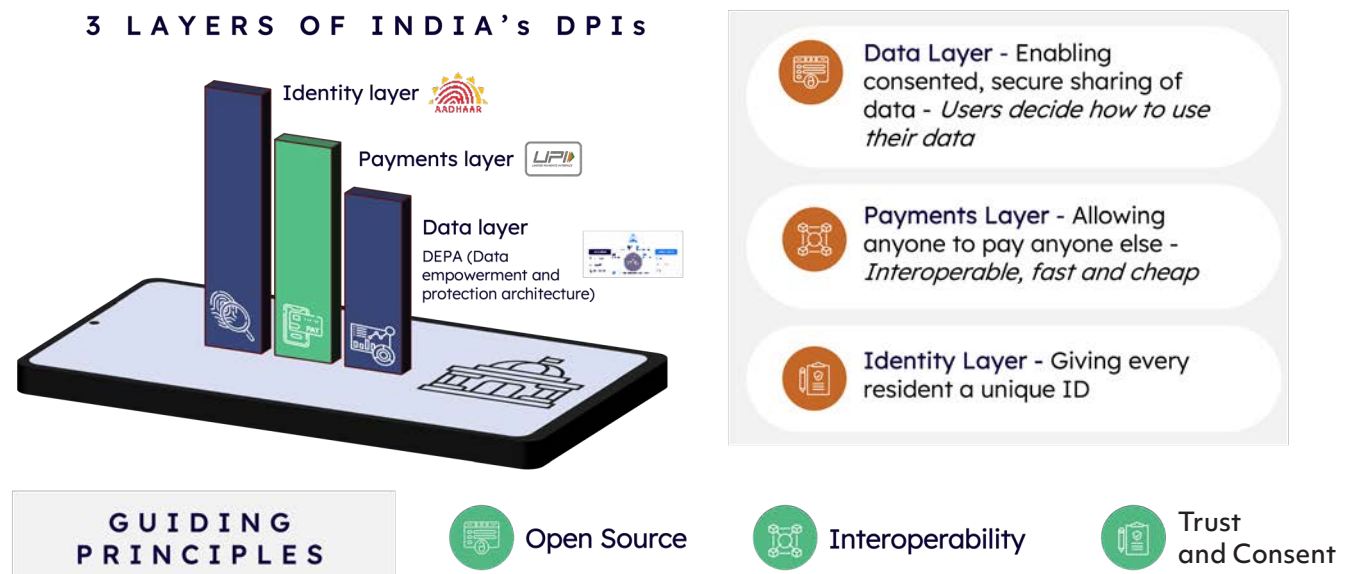 3 LAYERS OF INDIA's DPIs
Identity layer
AADHAAR
Payments layer
UPI
Data layer
DEPA (Data
empowerment and
protection architecture)
PAY
Data Layer - Enabling
consented, secure sharing of
data - Users decide how to use
their data
Payments Layer - Allowing
anyone to pay anyone else -
Interoperable, fast and cheap
Identity Layer - Giving every
resident a unique ID
GUIDING
PRINCIPLES
Open Source
Interoperability
Trust
and Consent